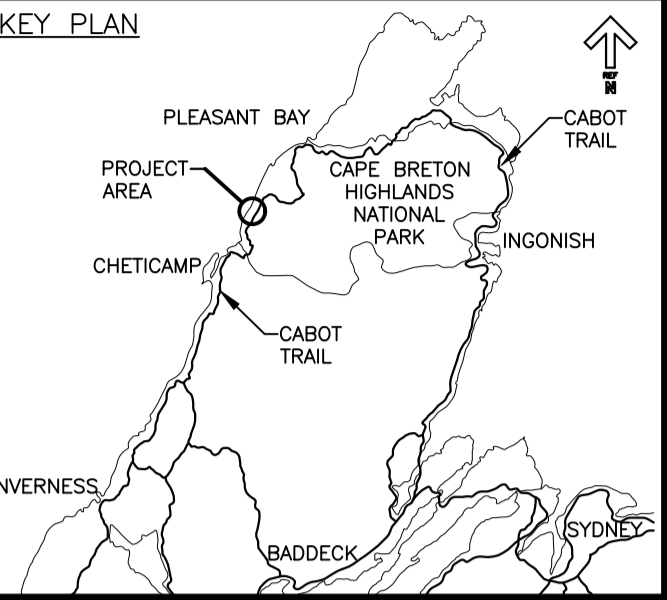 KEY PLAN
REF
N
PLEASANT BAY
CABOT
TRAIL
PROJECT
AREA
CAPE BRETON
HIGHLANDS
NATIONAL
PARK
INGONISH
CHETICAMP
CABOT
TRAIL
NVERNESS
SYDNEY
BADDECK